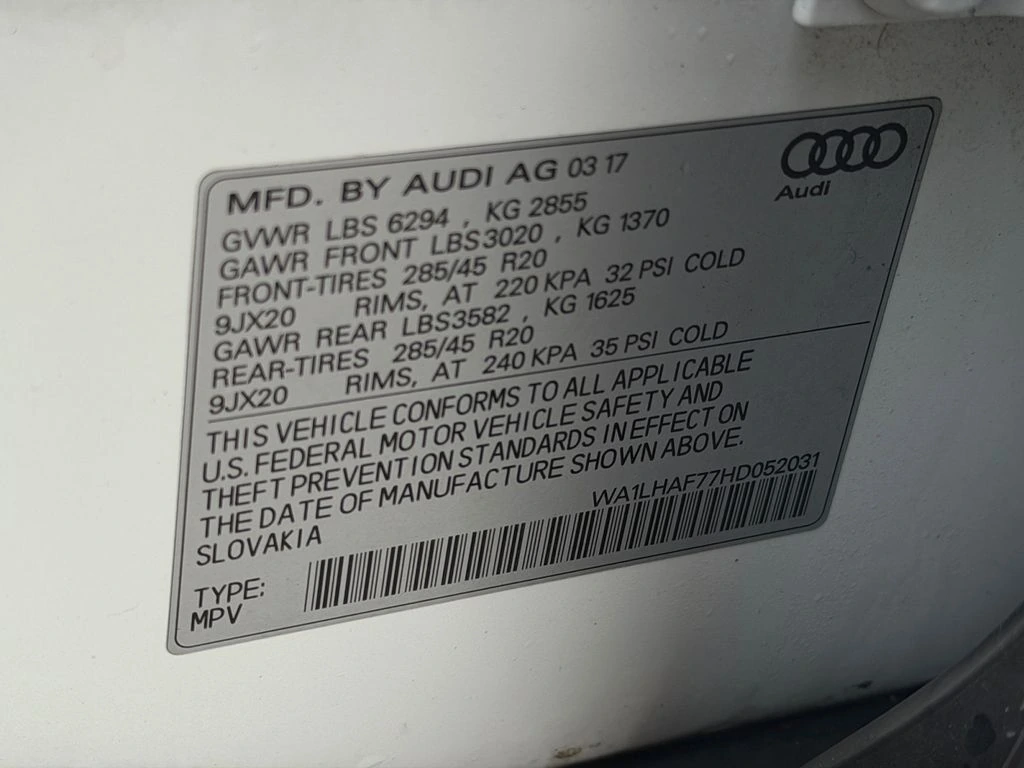 MFD. BY AUDI AG 03 17
Audi
GVWR LBS 6294 , KG 2855
GAWR FRONT LBS3020 , KG 1370
FRONT-TIRES 285/45 R20
9JX20 RIMS, AT 220 KPA 32 PSI COLD
GAWR REAR LBS3582 , KG 1625
REAR-TIRES 285/45 R20
9JX20 RIMS, AT 240 KPA 35 PSI COLD
THIS VEHICLE CONFORMS TO ALL APPLICABLE
U.S. FEDERAL MOTOR VEHICLE SAFETY AND
THEFT PREVENTION STANDARDS IN EFFECT ON
THE DATE OF MANUFACTURE SHOWN ABOVE.
SLOVAKIA
WA1LHAF77HD052031
TYPE:
MPV